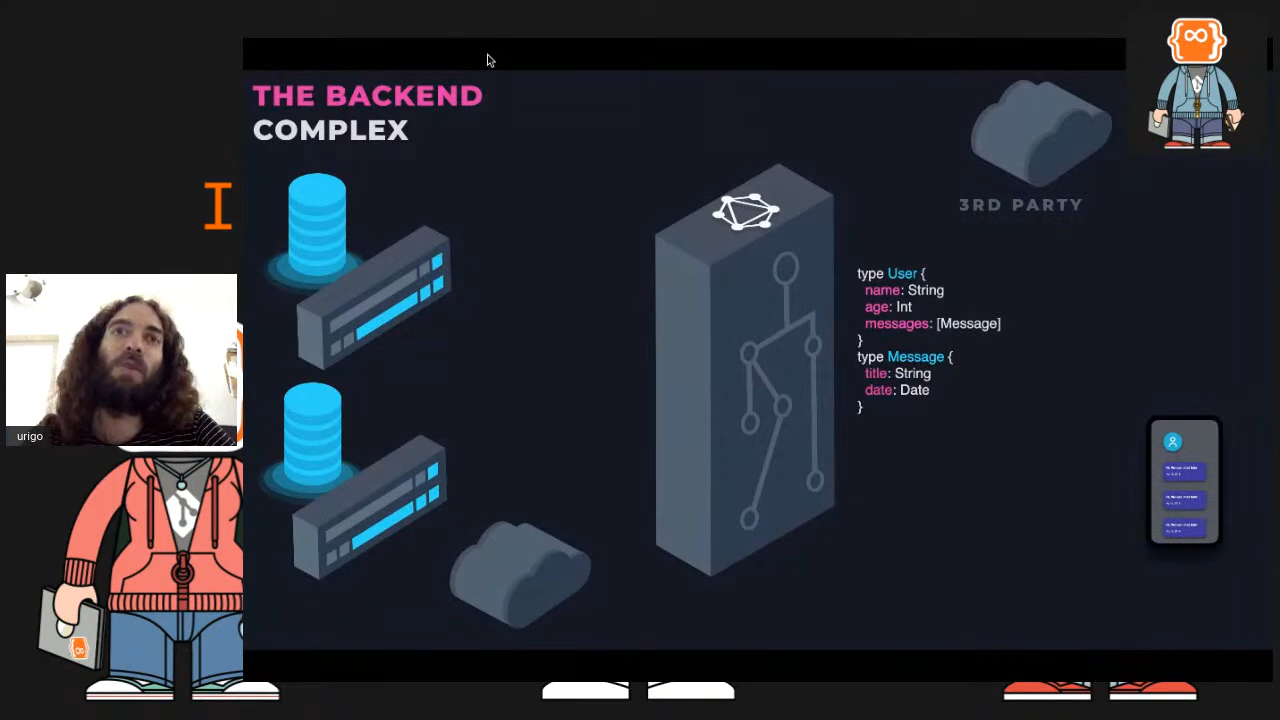 THE BACKEND
COMPLEX
3RD PARTY
I
type User {
name: String
age: Int
messages: [Message]
}
type Message {
title: String
date: Date
}
urigo